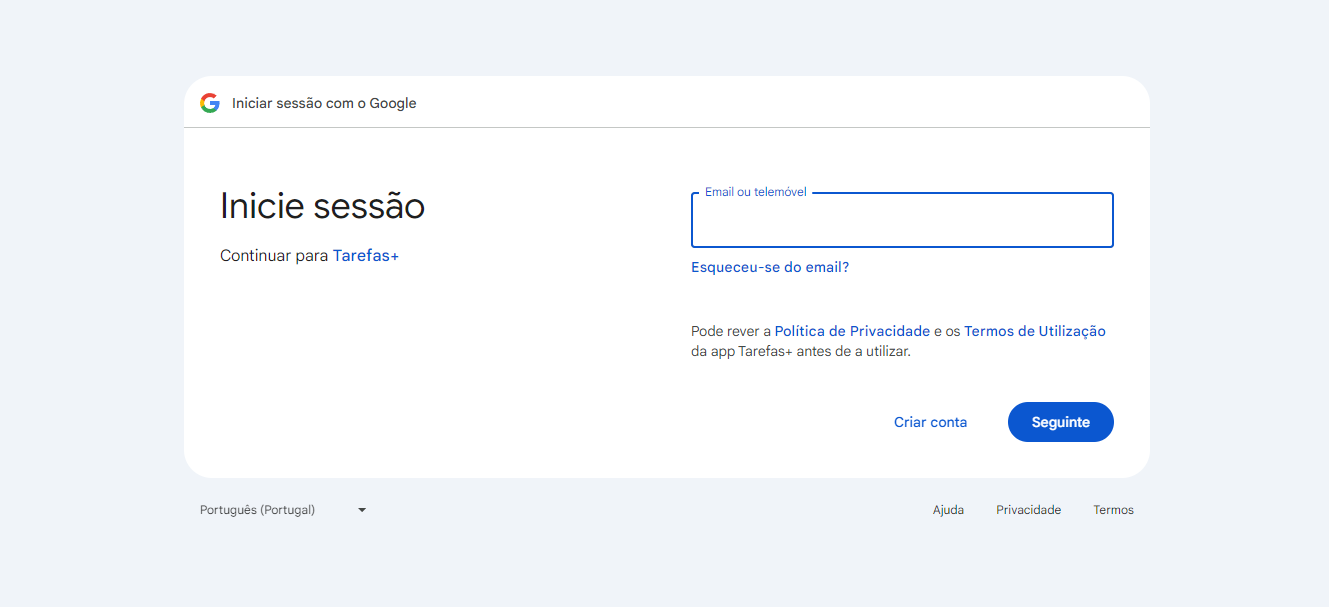 Iniciar sessão com o Google
Inicie sessão
Continuar para Tarefas+
Email ou telemóvel
Esqueceu-se do email?
Pode rever a Política de Privacidade e os Termos de Utilização
da app Tarefas+ antes de a utilizar.
Criar conta
Seguinte
Português (Portugal)
Ajuda
Privacidade
Termos